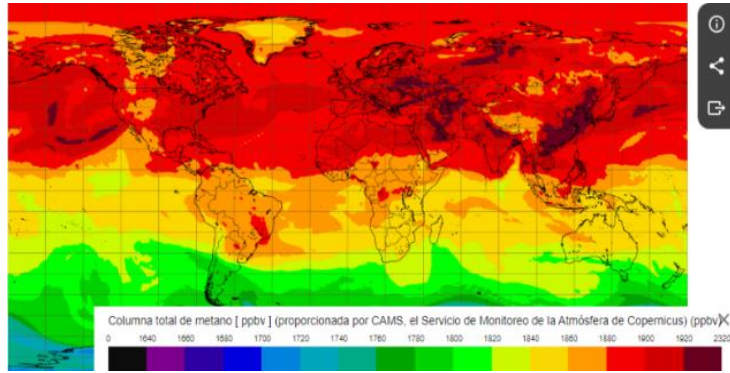 Columna total de metano [ ppbv ] (proporcionada por CAMS, el Servicio de Monitoreo de la Atmósfera de Copernicus) (ppbv)
0 1640 1660 1680 1700 1720 1740 1760 1780 1800 1820 1840 1860 1880 1900 1920 2320